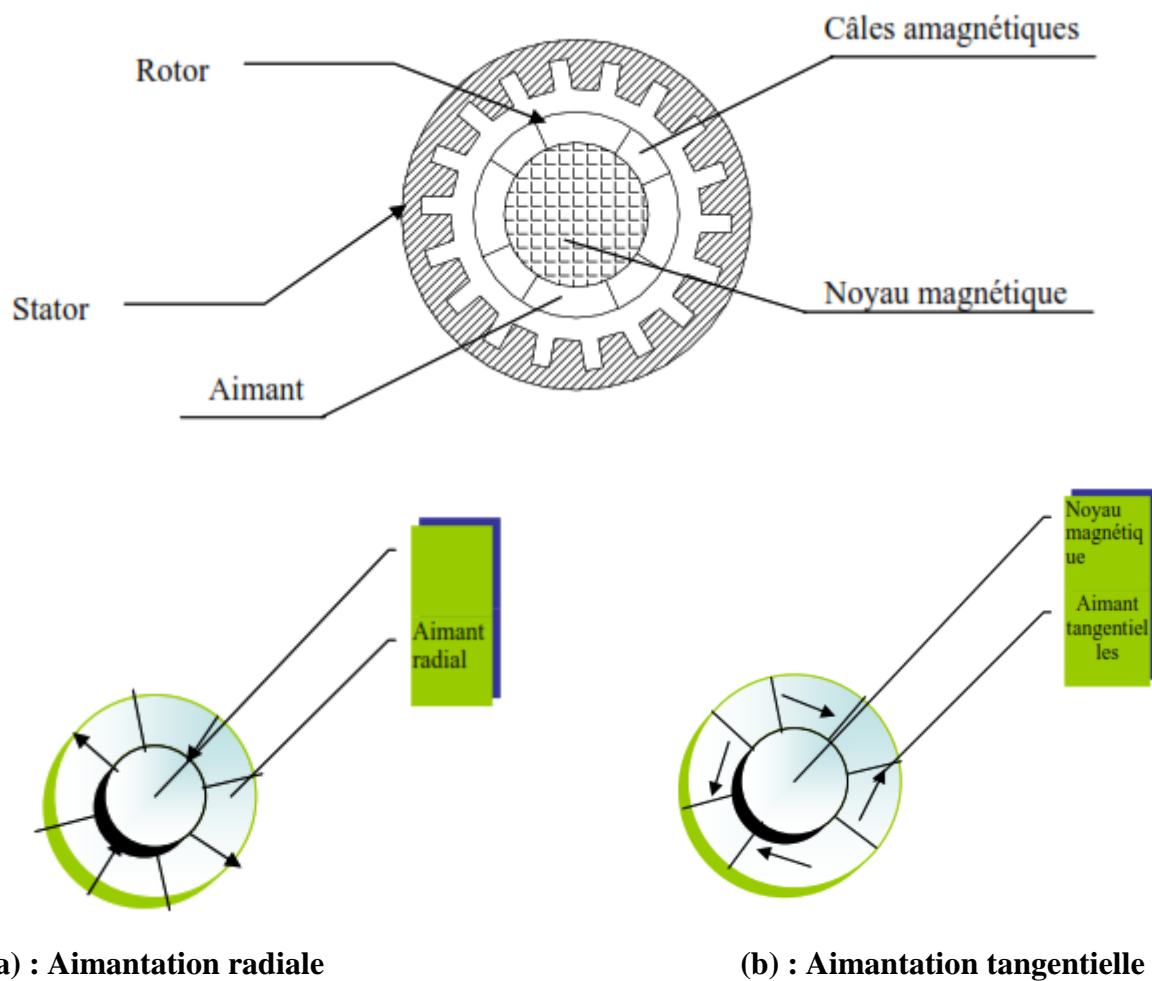 Câles amagnétiques
Rotor
Noyau magnétique
Stator
Aimant
Noyau
magnétiq
ue
Aimant
tangentiel
les
Aimant
radial
a) : Aimantation radiale
(b) : Aimantation tangentielle